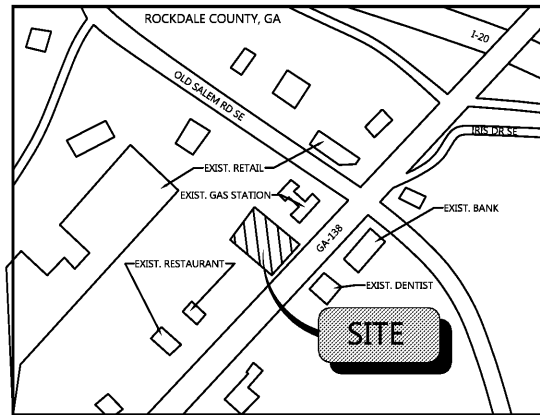 ROCKDALE COUNTY, GA
I-20
OLD SALEM RD SE
IRIS DR SE
EXIST. RETAIL
EXIST. GAS STATION
EXIST. BANK
GA-138
EXIST. RESTAURANT
EXIST. DENTIST
SITE